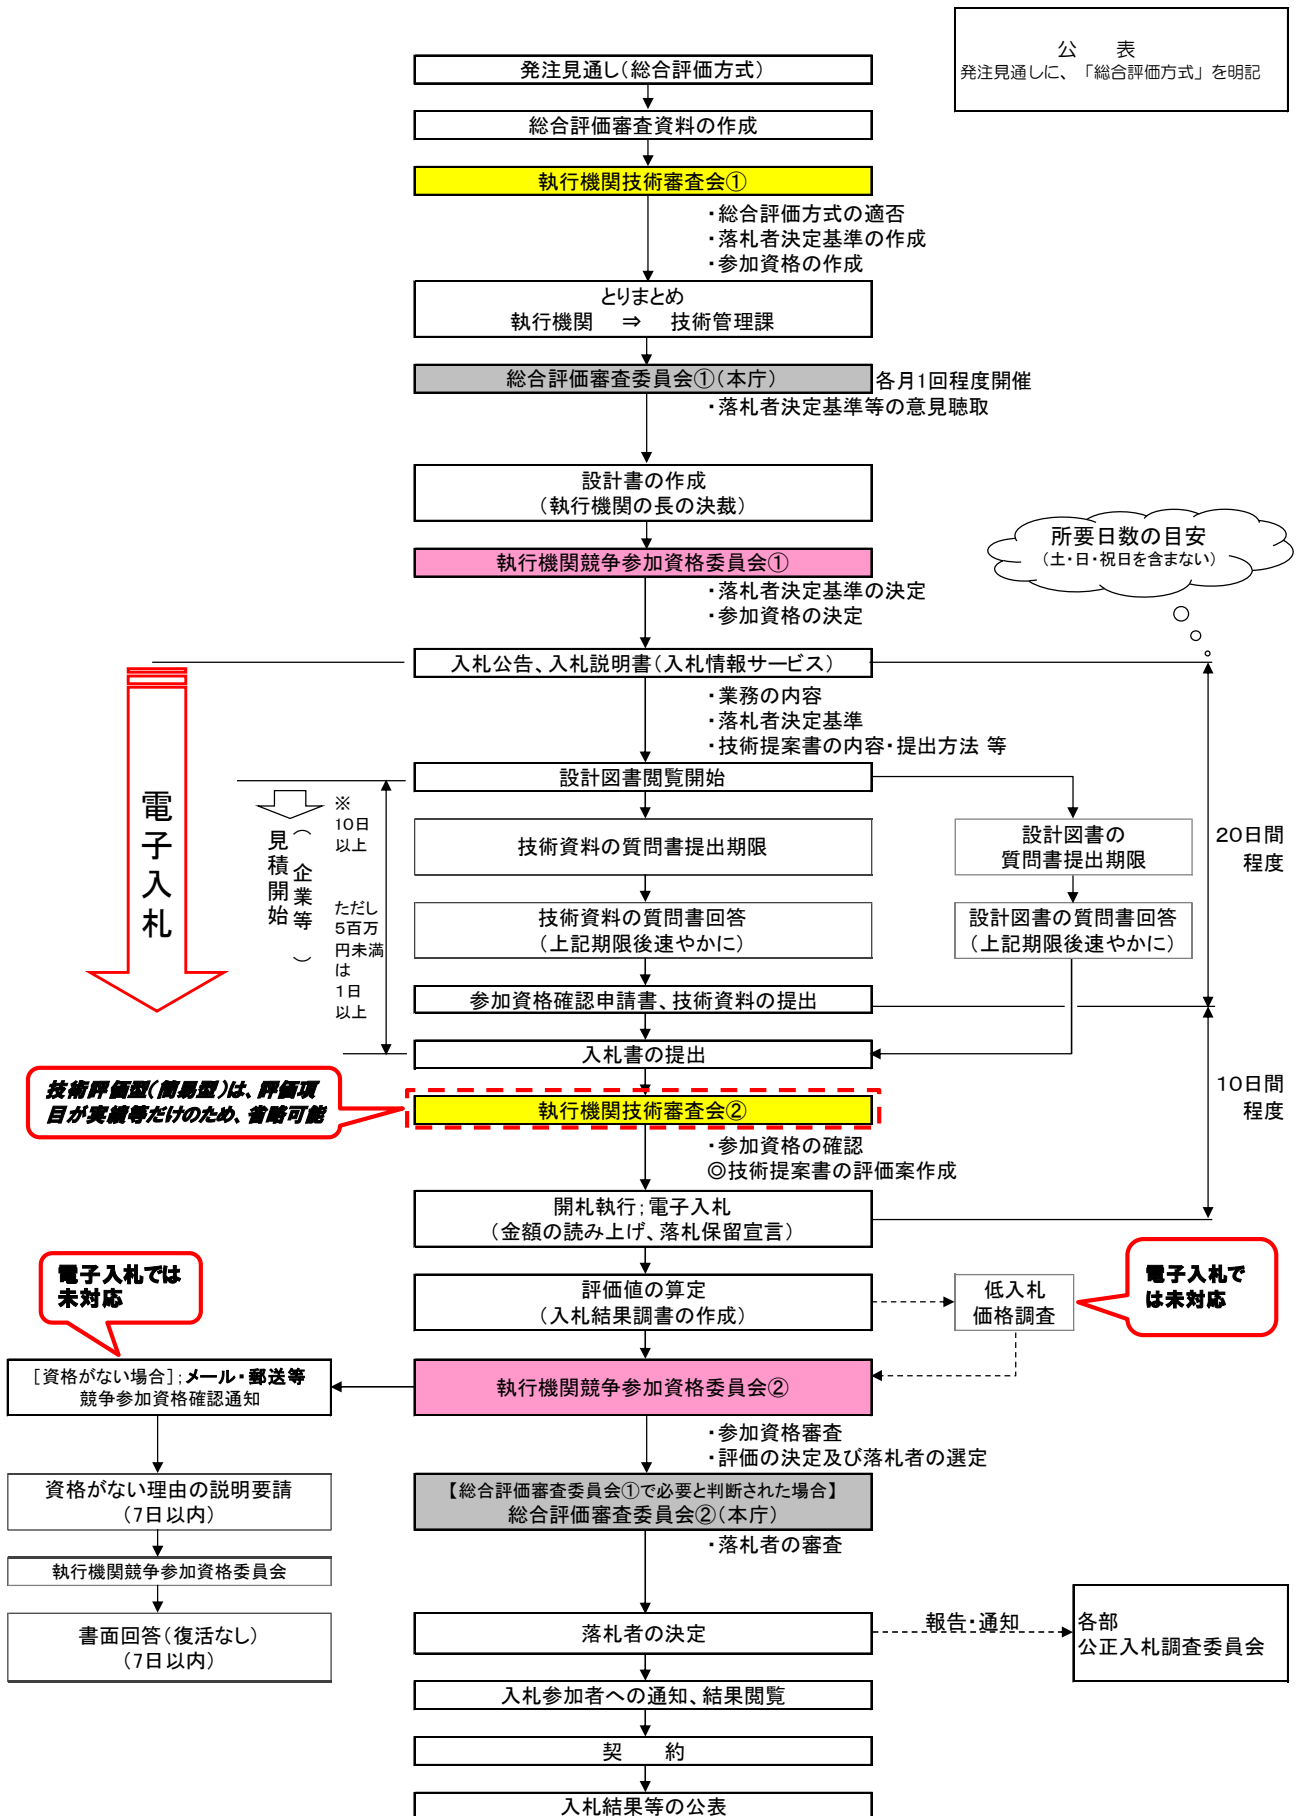 公　　表
発注見通しに、「総合評価方式」を明記
発注見通し(総合評価方式)
総合評価審査資料の作成
執行機関技術審査会①
・総合評価方式の適否
・落札者決定基準の作成
・参加資格の作成
とりまとめ
執行機関　⇒　技術管理課
総合評価審査委員会①(本庁)
各月1回程度開催
・落札者決定基準等の意見聴取
設計書の作成
(執行機関の長の決裁)
所要日数の目安
(土・日・祝日を含まない)
執行機関競争参加資格委員会①
・落札者決定基準の決定
・参加資格の決定
入札公告、入札説明書(入札情報サービス)
・業務の内容
・落札者決定基準
・技術提案書の内容・提出方法 等
電子入札
設計図書閲覧開始
見積開始
(企業等)
※
10日
以上
ただし
5百万
円未満
は
1日
以上
技術資料の質問書提出期限
設計図書の
質問書提出期限
20日間
程度
技術資料の質問書回答
(上記期限後速やかに)
設計図書の質問書回答
(上記期限後速やかに)
参加資格確認申請書、技術資料の提出
入札書の提出
技術評価型(簡易型)は、評価項
目が実績等だけのため、省略可能
執行機関技術審査会②
10日間
程度
・参加資格の確認
◎技術提案書の評価案作成
開札執行;電子入札
(金額の読み上げ、落札保留宣言)
電子入札では
未対応
評価値の算定
(入札結果調書の作成)
低入札
価格調査
電子入札で
は未対応
[資格がない場合];メール・郵送等
競争参加資格確認通知
執行機関競争参加資格委員会②
・参加資格審査
・評価の決定及び落札者の選定
資格がない理由の説明要請
(7日以内)
【総合評価審査委員会①で必要と判断された場合】
総合評価審査委員会②(本庁)
・落札者の審査
執行機関競争参加資格委員会
書面回答(復活なし)
(7日以内)
落札者の決定
報告・通知
各部
公正入札調査委員会
入札参加者への通知、結果閲覧
契　　約
入札結果等の公表